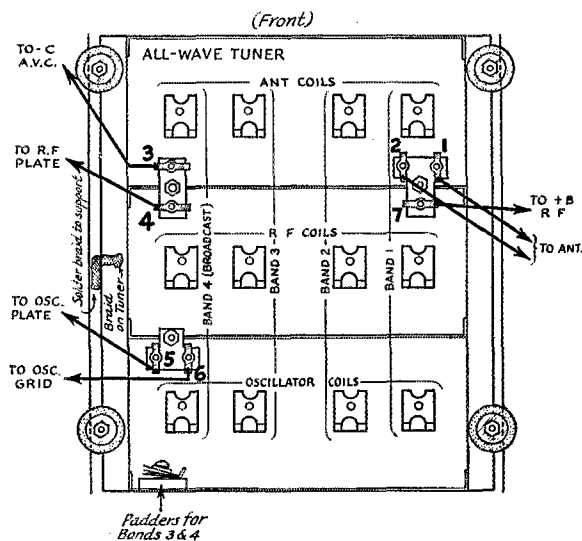 (Front)
TO - C
A.V.C.
ALL-WAVE TUNER
ANT COILS
TO R.F
PLATE
3
4
2 1
7
TO +B
R F
TO ANT.
R F COILS
Solder braid to support
Braid
on Tuner
BAND 4 (BROADCAST)
BAND 3
BAND 2
BAND 1
TO OSC.
PLATE
5
6
TO OSC.
GRID
OSCILLATOR COILS
Padders for
Bands 3 & 4